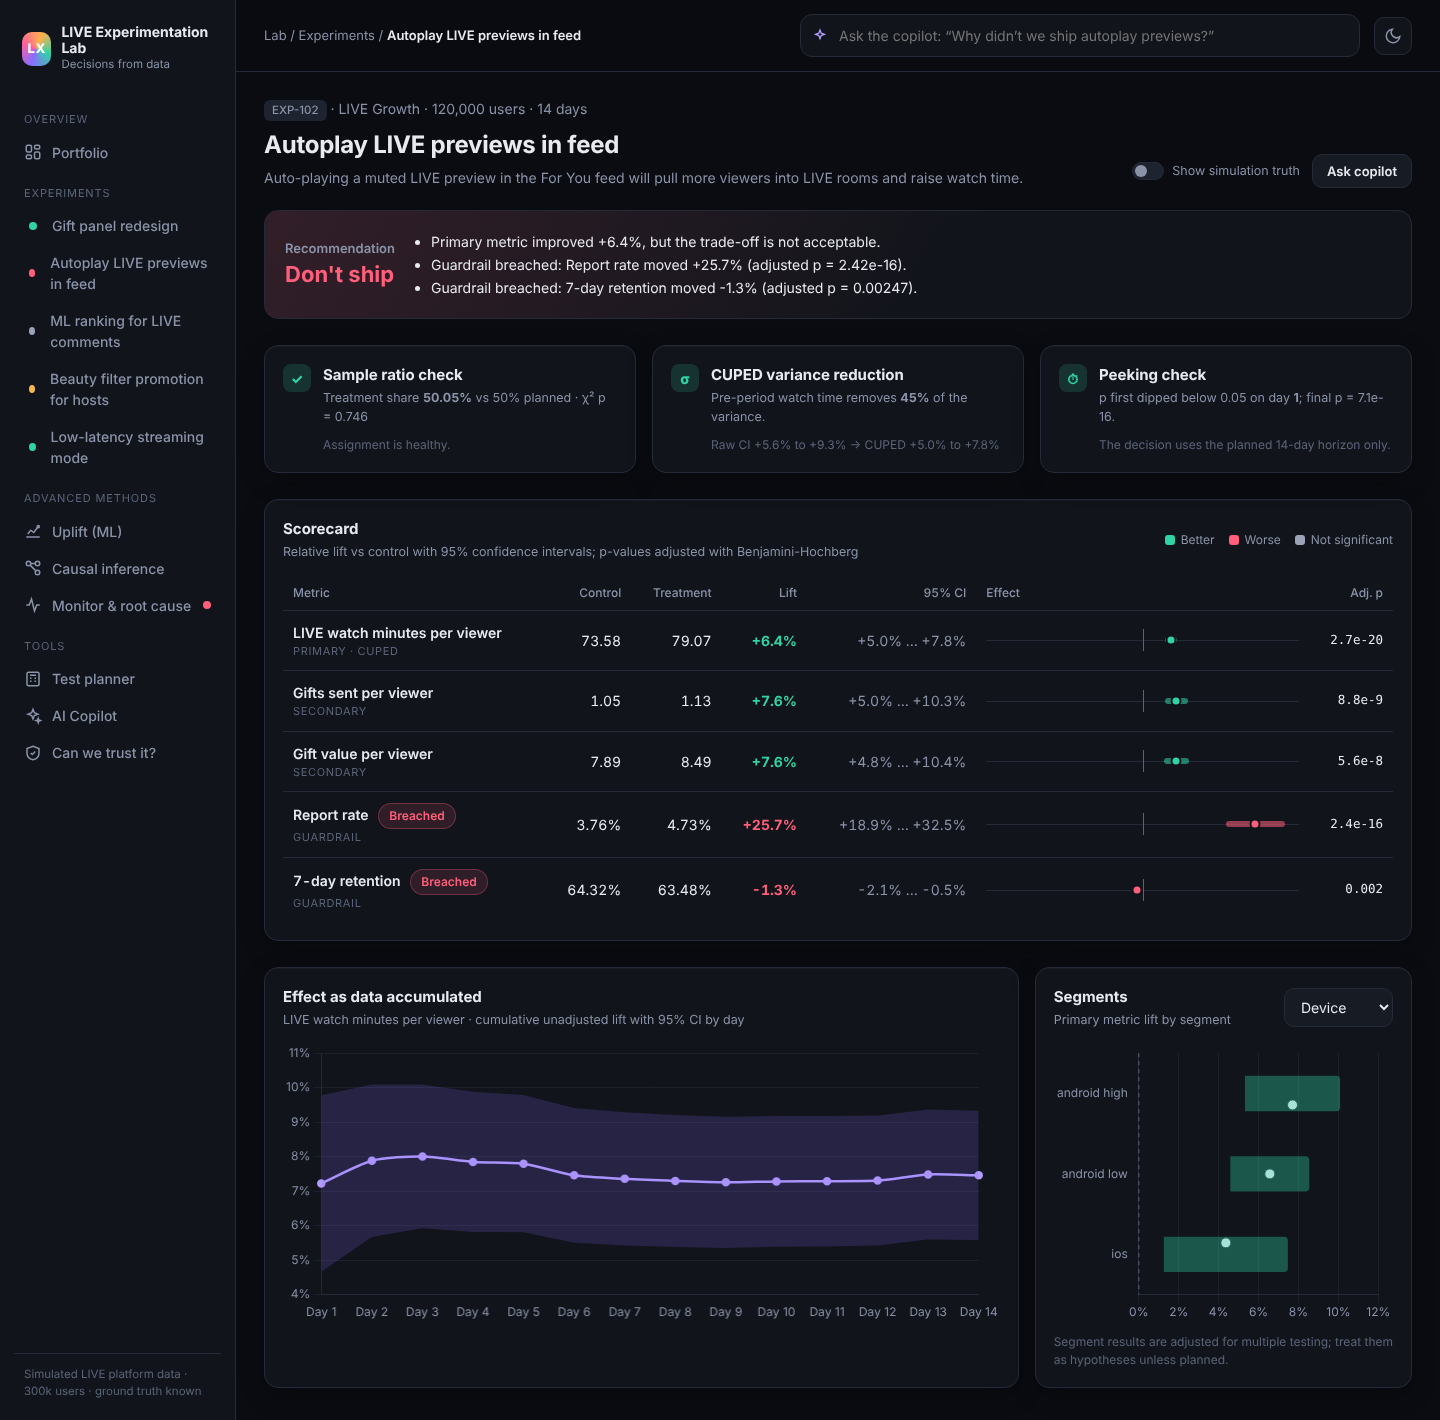 LX
LIVE Experimentation
Lab
Decisions from data
OVERVIEW
Portfolio
EXPERIMENTS
Gift panel redesign
Autoplay LIVE previews
in feed
ML ranking for LIVE
comments
Beauty filter promotion
for hosts
Low-latency streaming
mode
ADVANCED METHODS
Uplift (ML)
Causal inference
Monitor & root cause
TOOLS
Test planner
AI Copilot
Can we trust it?
Simulated LIVE platform data ·
300k users · ground truth known
Lab / Experiments / Autoplay LIVE previews in feed
Ask the copilot: “Why didn’t we ship autoplay previews?”
EXP-102 · LIVE Growth · 120,000 users · 14 days
Autoplay LIVE previews in feed
Auto-playing a muted LIVE preview in the For You feed will pull more viewers into LIVE rooms and raise watch time.
Show simulation truth
Ask copilot
Recommendation
Don't ship
• Primary metric improved +6.4%, but the trade-off is not acceptable.
• Guardrail breached: Report rate moved +25.7% (adjusted p = 2.42e-16).
• Guardrail breached: 7-day retention moved -1.3% (adjusted p = 0.00247).
Sample ratio check
Treatment share 50.05% vs 50% planned · χ² p
= 0.746
Assignment is healthy.
σ
CUPED variance reduction
Pre-period watch time removes 45% of the
variance.
Raw CI +5.6% to +9.3% → CUPED +5.0% to +7.8%
Peeking check
p first dipped below 0.05 on day 1; final p = 7.1e-
16.
The decision uses the planned 14-day horizon only.
Scorecard
Relative lift vs control with 95% confidence intervals; p-values adjusted with Benjamini-Hochberg
Better Worse Not significant
Metric Control Treatment Lift 95% CI Effect Adj. p
LIVE watch minutes per viewer 73.58 79.07 +6.4% +5.0% … +7.8% 2.7e-20
PRIMARY · CUPED
Gifts sent per viewer 1.05 1.13 +7.6% +5.0% … +10.3% 8.8e-9
SECONDARY
Gift value per viewer 7.89 8.49 +7.6% +4.8% … +10.4% 5.6e-8
SECONDARY
Report rate Breached 3.76% 4.73% +25.7% +18.9% … +32.5% 2.4e-16
GUARDRAIL
7-day retention Breached 64.32% 63.48% -1.3% -2.1% … -0.5% 0.002
GUARDRAIL
Effect as data accumulated
LIVE watch minutes per viewer · cumulative unadjusted lift with 95% CI by day
11%
10%
9%
8%
7%
6%
5%
4%
Day 1 Day 2 Day 3 Day 4 Day 5 Day 6 Day 7 Day 8 Day 9 Day 10 Day 11 Day 12 Day 13 Day 14
Segments
Primary metric lift by segment
Device
android high
android low
ios
0% 2% 4% 6% 8% 10% 12%
Segment results are adjusted for multiple testing; treat them
as hypotheses unless planned.